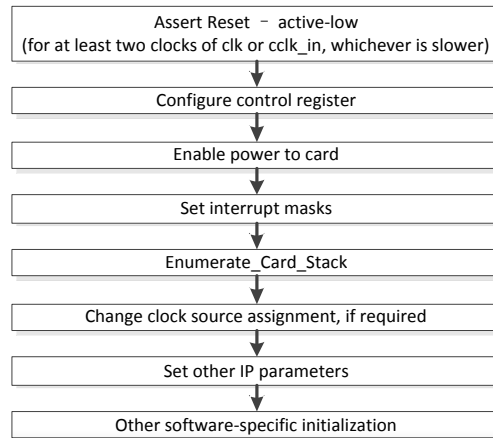 Assert Reset – active-low
(for at least two clocks of clk or cclk_in, whichever is slower)
Configure control register
Enable power to card
Set interrupt masks
Enumerate_Card_Stack
Change clock source assignment, if required
Set other IP parameters
Other software-specific initialization